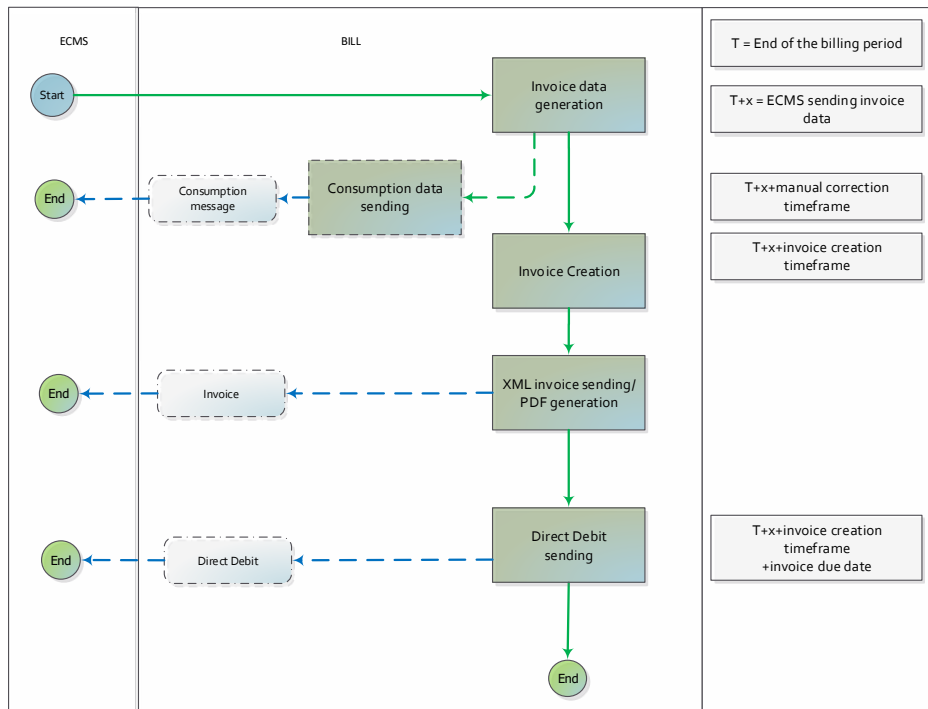 ECMS
BILL
T = End of the billing period
Start
Invoice data
generation
T+x = ECMS sending invoice
data
End
Consumption
message
Consumption data
sending
T+x+manual correction
timeframe
Invoice Creation
T+x+invoice creation
timeframe
End
Invoice
XML invoice sending/
PDF generation
End
Direct Debit
Direct Debit
sending
T+x+invoice creation
timeframe
+invoice due date
End